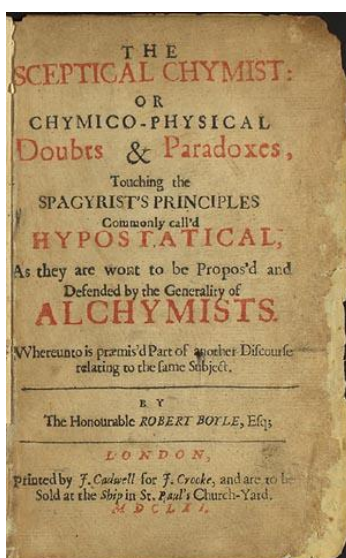 THE
SCEPTICAL CHYMIST:
OR
CHYMICO-PHYSICAL
Doubts & Paradoxes,
Touching the
SPAGYRIST'S PRINCIPLES
Commonly call'd
HYPOSTATICAL,
As they are wont to be Propos'd and
Defended by the Generality of
ALCHYMISTS.
Whereunto is præmis'd Part of another Discourse
relating to the same Subject.
BY
The Honourable ROBERT BOYLE, Esq;
LONDON,
Printed by J. Cadwell for J. Crooke, and are to be
Sold at the Ship in St. Paul's Church-Yard.
MDCLXI.